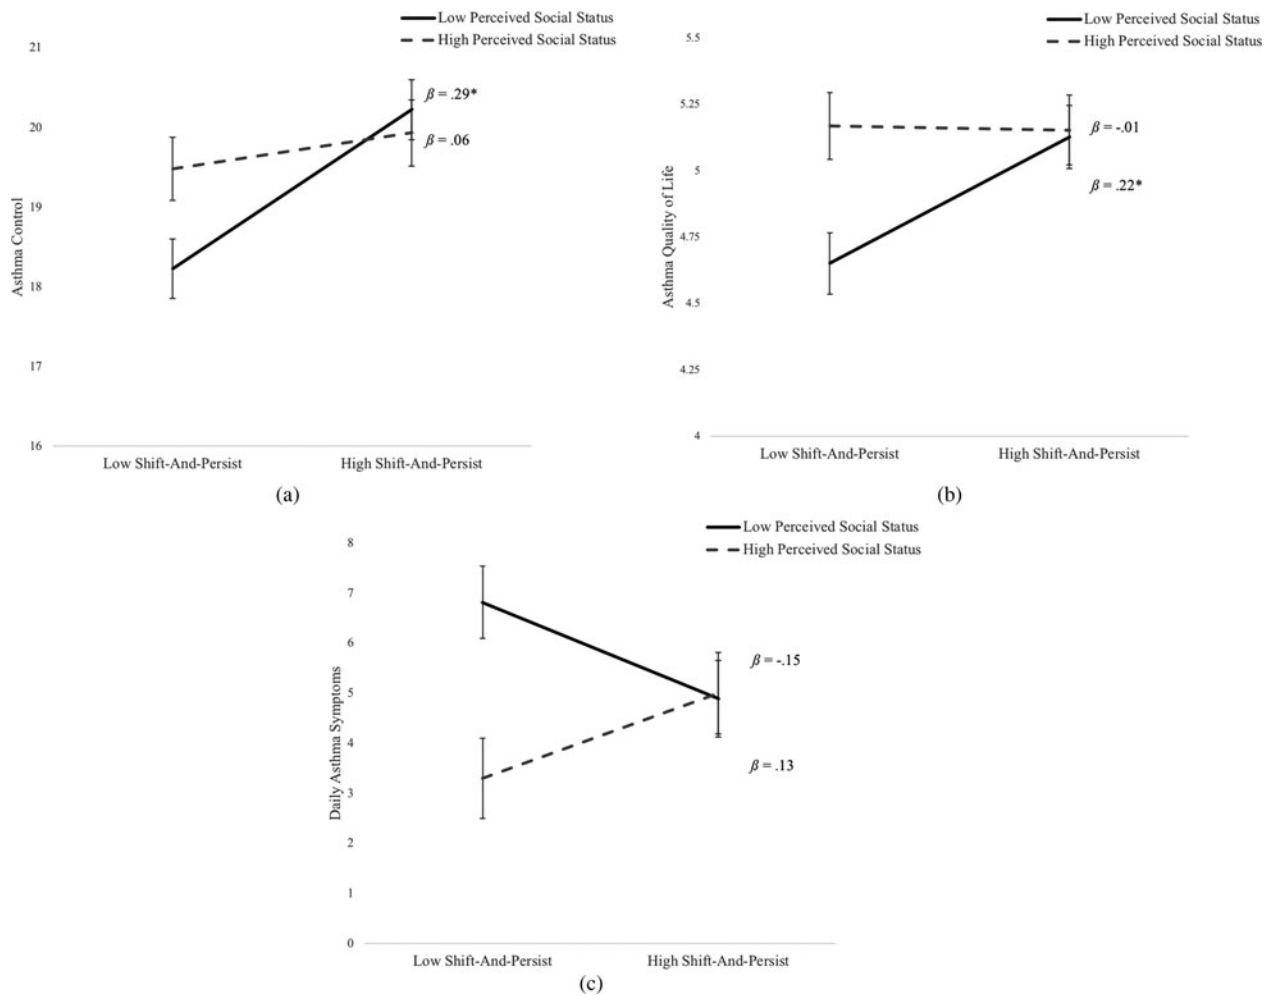 Low Perceived Social Status
High Perceived Social Status
21
20
19
18
17
16
Asthma Control
β = .29*
β = .06
Low Shift-And-Persist
High Shift-And-Persist
(a)
Low Perceived Social Status
High Perceived Social Status
5.5
5.25
5
4.75
4.5
4.25
4
Asthma Quality of Life
β = -.01
β = .22*
Low Shift-And-Persist
High Shift-And-Persist
(b)
Low Perceived Social Status
High Perceived Social Status
8
7
6
5
4
3
2
1
0
Daily Asthma Symptoms
β = -.15
β = .13
Low Shift-And-Persist
High Shift-And-Persist
(c)